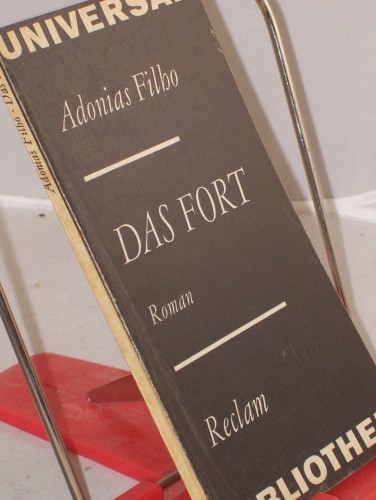 UNIVERSAL
Adonias Filho
DAS FORT
Roman
Reclam
BIBLIOTHE
Adonias Filho · Das